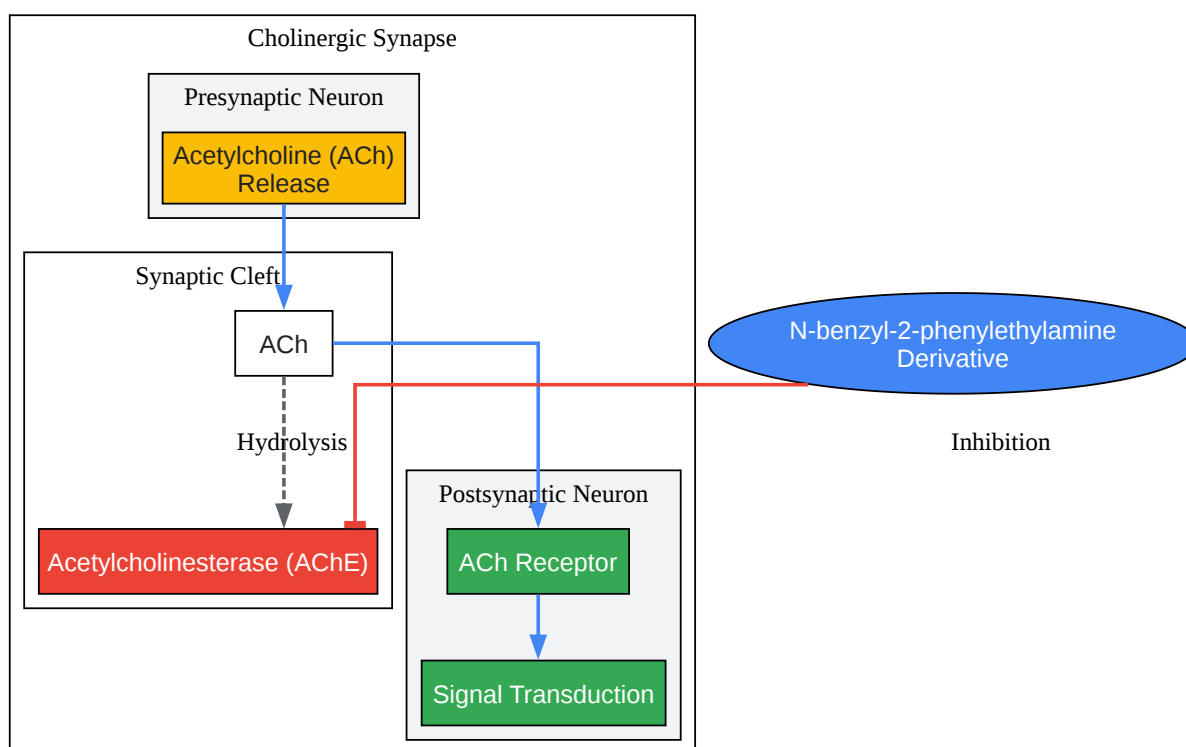 Cholinergic Synapse
Presynaptic Neuron
Acetylcholine (ACh)
Release
Synaptic Cleft
ACh
N-benzyl-2-phenylethylamine
Derivative
Hydrolysis
Inhibition
Postsynaptic Neuron
Acetylcholinesterase (AChE)
ACh Receptor
Signal Transduction